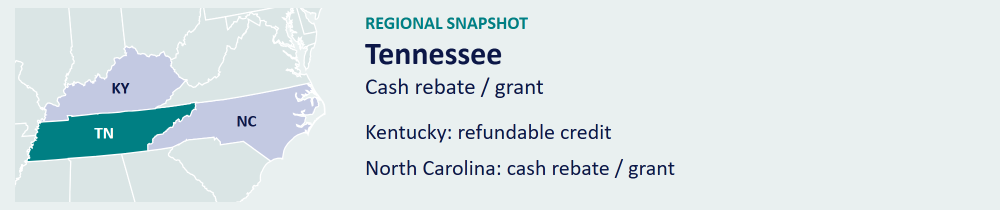 KY
TN
NC
REGIONAL SNAPSHOT
Tennessee
Cash rebate / grant
Kentucky: refundable credit
North Carolina: cash rebate / grant